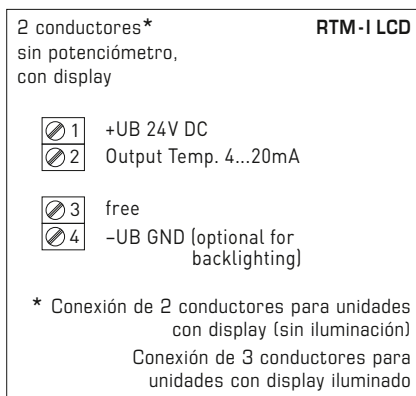 2 conductores* RTM-I LCD
sin potenciómetro,
con display
1 +UB 24V DC
2 Output Temp. 4...20mA
3 free
4 –UB GND (optional for
backlighting)
* Conexión de 2 conductores para unidades
con display (sin iluminación)
Conexión de 3 conductores para
unidades con display iluminado